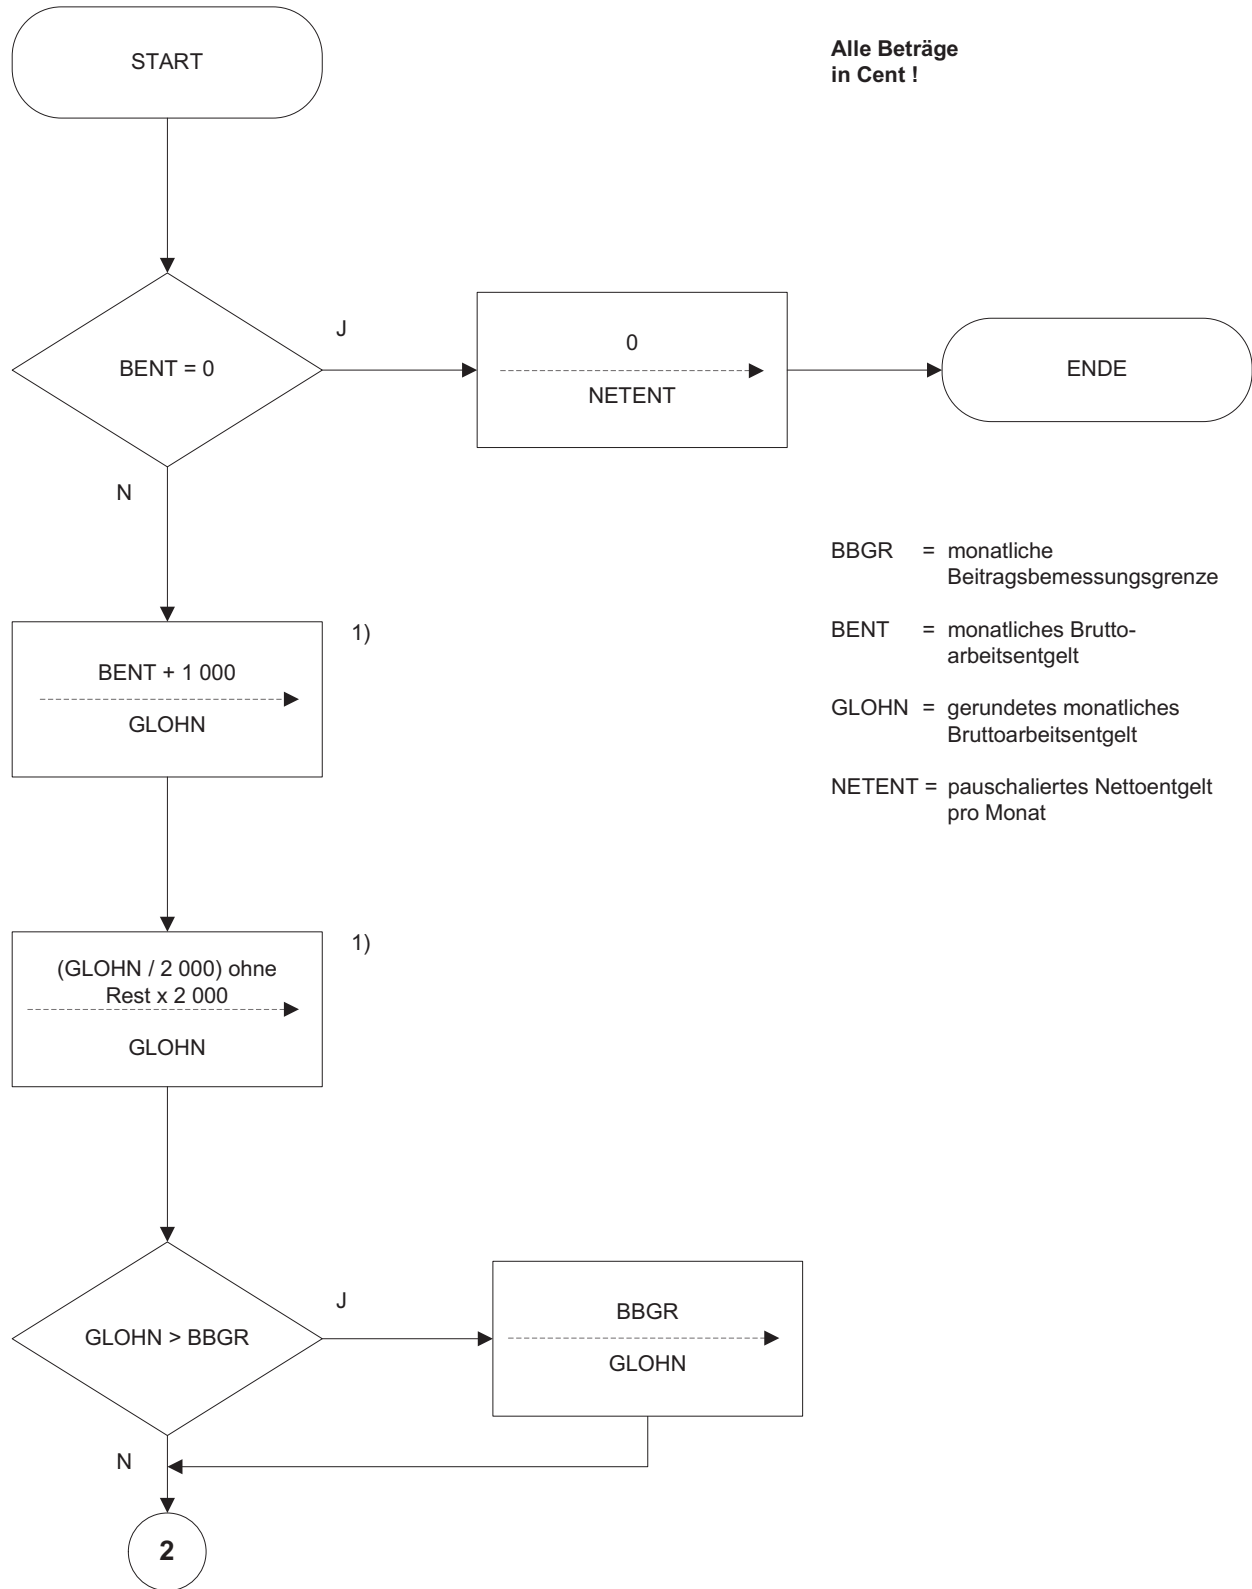 START
Alle Beträge
in Cent !
BENT = 0
J
0
NETENT
ENDE
N
BBGR = monatliche
Beitragsbemessungsgrenze
BENT = monatliches Brutto-
arbeitsentgelt
GLOHN = gerundetes monatliches
Bruttoarbeitsentgelt
NETENT = pauschaliertes Nettoentgelt
pro Monat
1)
BENT + 1 000
GLOHN
1)
(GLOHN / 2 000) ohne
Rest x 2 000
GLOHN
GLOHN > BBGR
J
BBGR
GLOHN
N
2